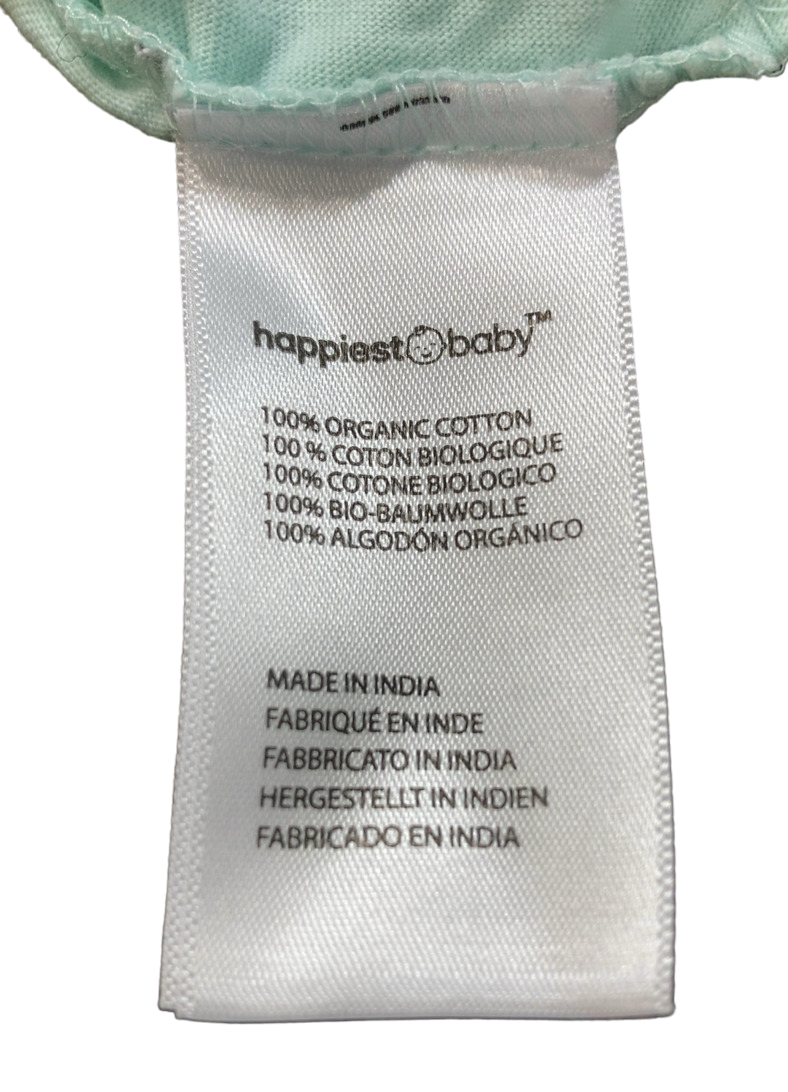 happiest baby™
100% ORGANIC COTTON
100 % COTON BIOLOGIQUE
100% COTONE BIOLOGICO
100% BIO-BAUMWOLLE
100% ALGODÓN ORGÁNICO
MADE IN INDIA
FABRIQUÉ EN INDE
FABBRICATO IN INDIA
HERGESTELLT IN INDIEN
FABRICADO EN INDIA